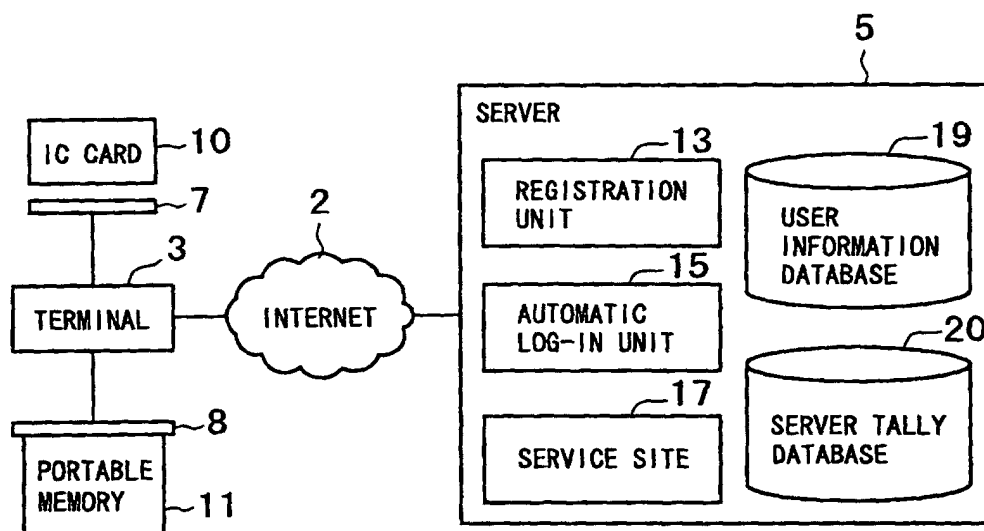 5
SERVER
IC CARD
10
7
3
TERMINAL
2
INTERNET
8
PORTABLE
MEMORY
11
13
REGISTRATION
UNIT
15
AUTOMATIC
LOG-IN UNIT
17
SERVICE SITE
19
USER
INFORMATION
DATABASE
20
SERVER TALLY
DATABASE